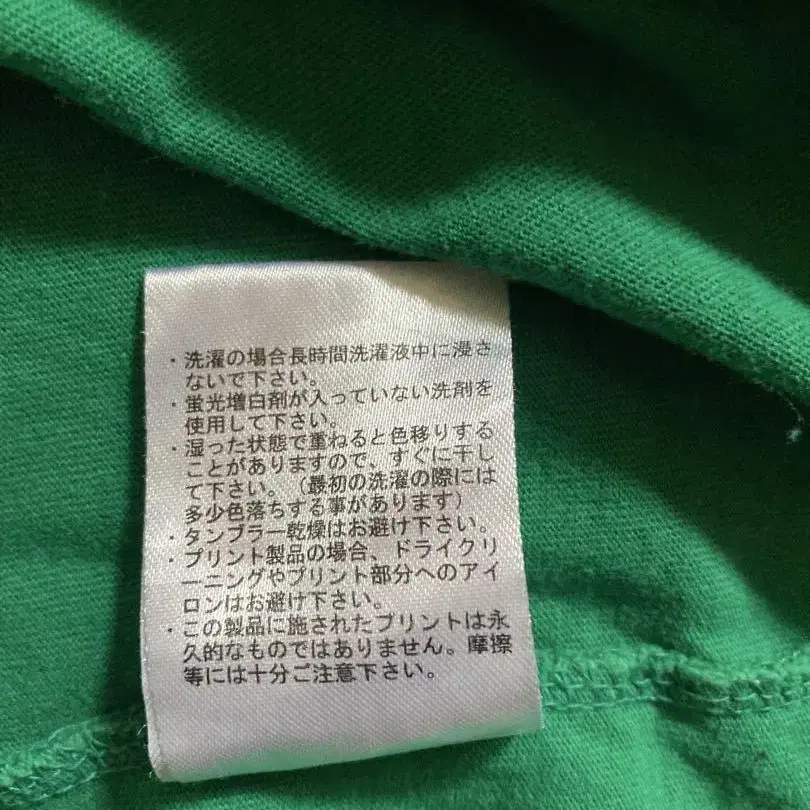 ・洗濯の場合長時間洗濯液中に浸さ
ないで下さい。
・蛍光増白剤が入っていない洗剤を
使用して下さい。
・湿った状態で重ねると色移りする
ことがありますので、すぐに干し
て下さい。（最初の洗濯の際には
多少色落ちする事があります）
・タンブラー乾燥はお避け下さい。
・プリント製品の場合、ドライクリ
ーニングやプリント部分へのアイ
ロンはお避け下さい。
・この製品に施されたプリントは永
久的なものではありません。摩擦
等には十分ご注意下さい。